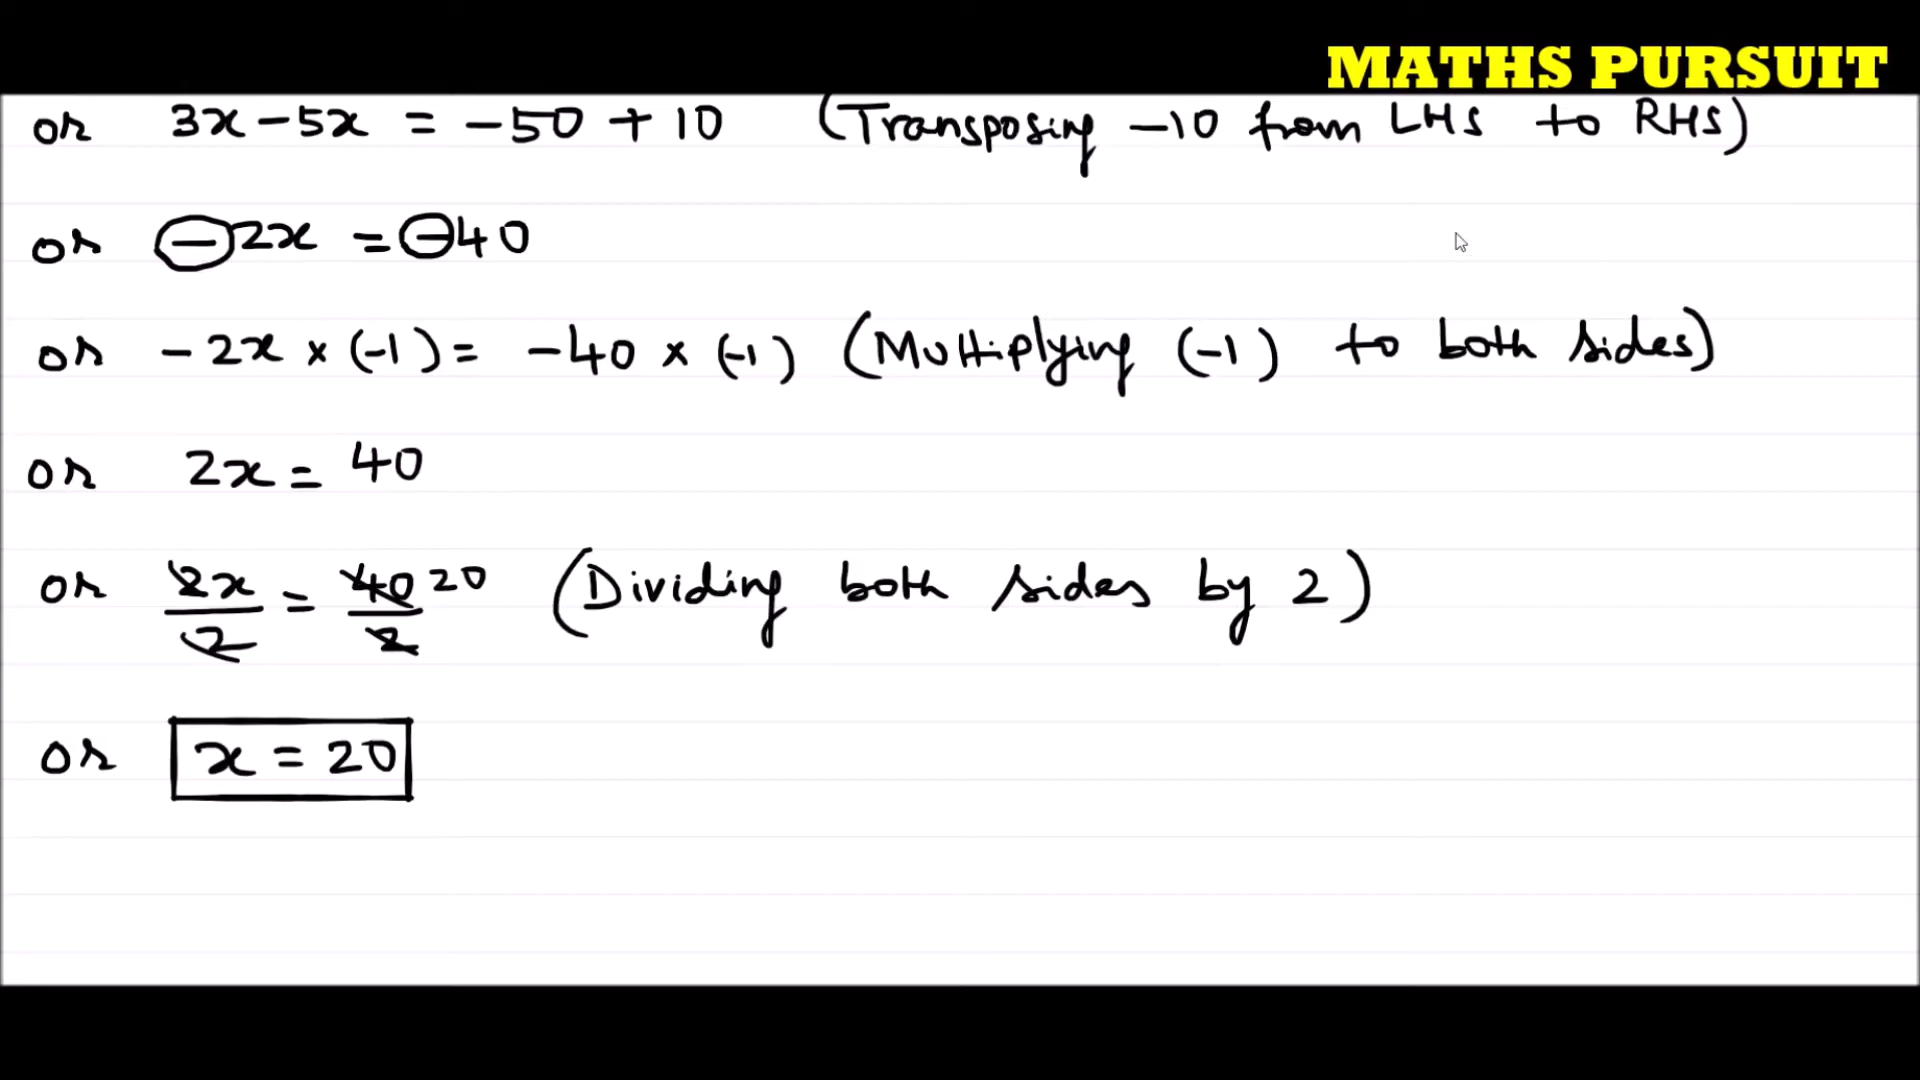 MATHS PURSUIT
or 3x - 5x = -50 + 10 (Transposing -10 from LHS to RHS)
or -2x = -40
or -2x × (-1) = -40 × (-1) (Multiplying (-1) to both sides)
or 2x = 40
or 2x/2 = 40/2 20 (Dividing both sides by 2)
or x = 20